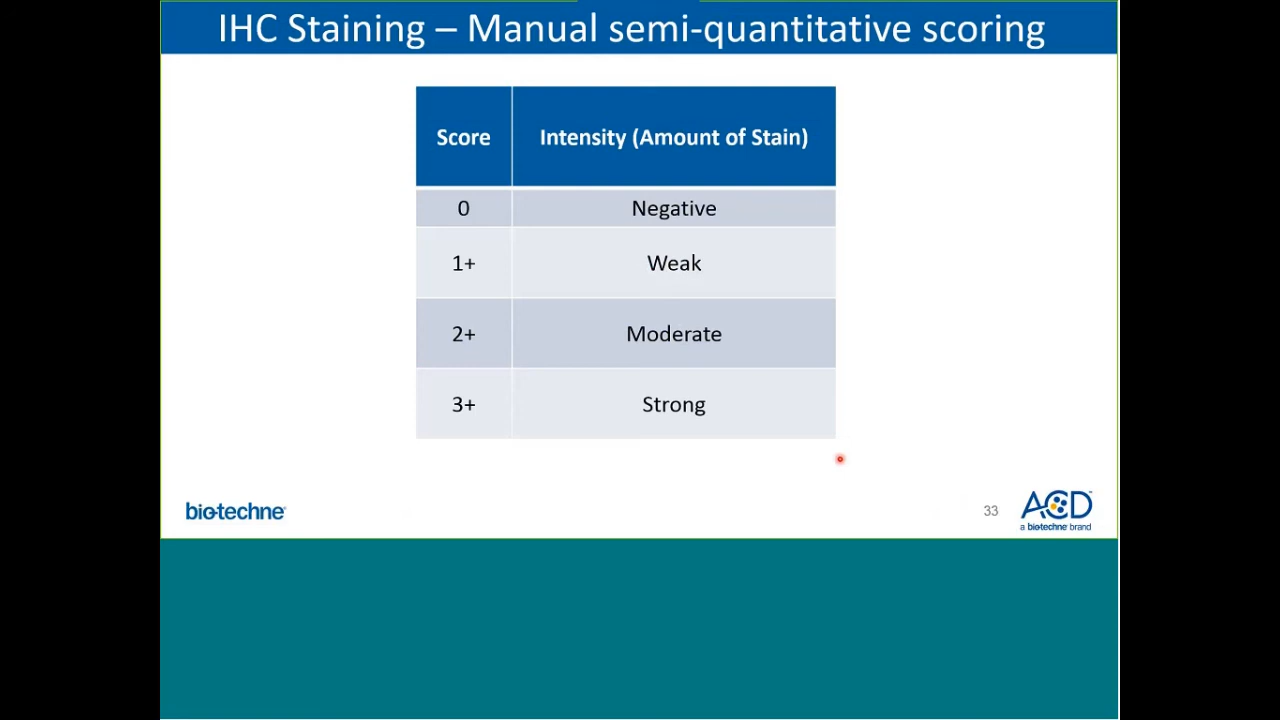 IHC Staining – Manual semi-quantitative scoring
Score Intensity (Amount of Stain)
0 Negative
1+ Weak
2+ Moderate
3+ Strong
bio-techne®
33
ACD™
a biotechne brand